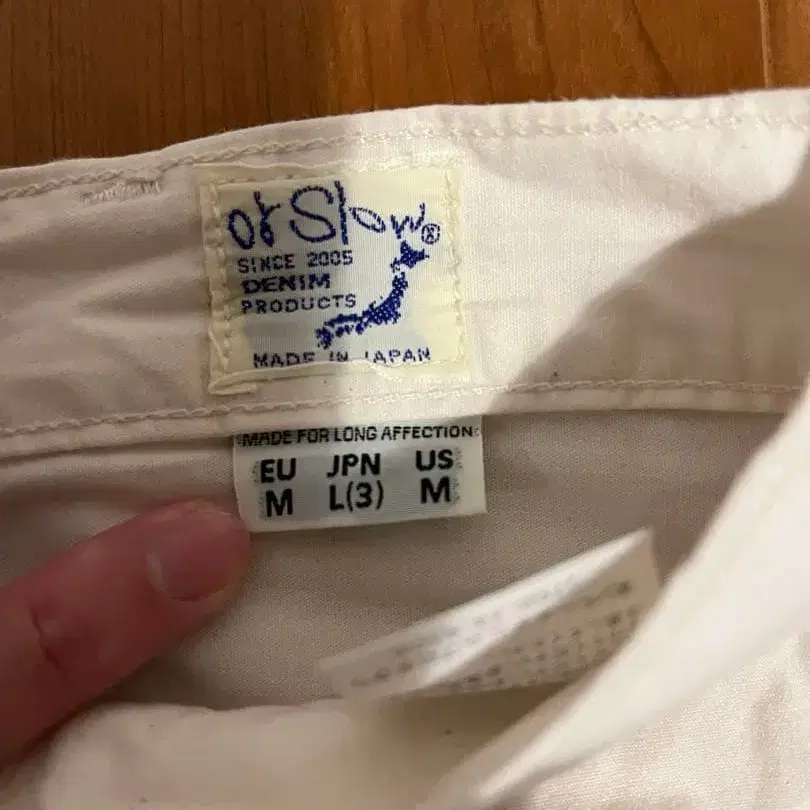 orSlow®
SINCE 2005
DENIM
PRODUCTS
MADE IN JAPAN
MADE FOR LONG AFFECTION
EU JPN US
M L(3) M